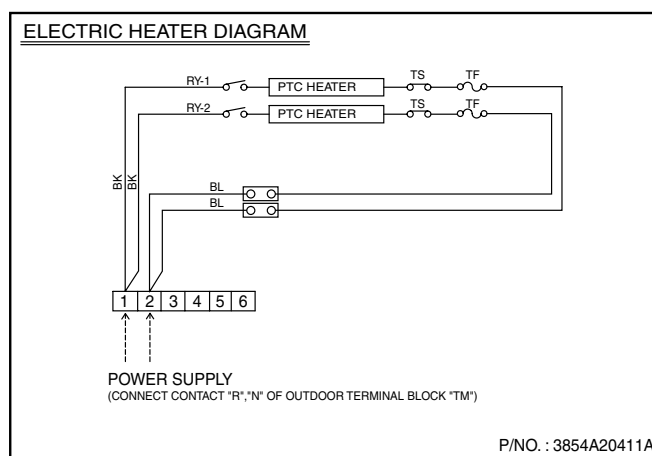 ELECTRIC HEATER DIAGRAM
RY-1 PTC HEATER TS TF
RY-2 PTC HEATER TS TF
BK BK
BL
BL
1 2 3 4 5 6
POWER SUPPLY
(CONNECT CONTACT "R","N" OF OUTDOOR TERMINAL BLOCK "TM")
P/NO. : 3854A20411A